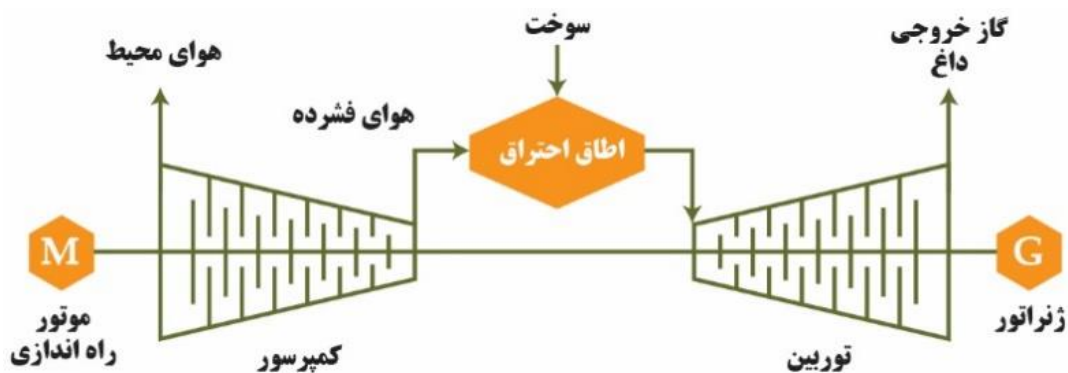 سوخت
گاز خروجی
داغ
هوای محیط
هوای فشرده
اطاق احتراق
M
G
موتور
راه اندازی
ژنراتور
کمپرسور
توربین